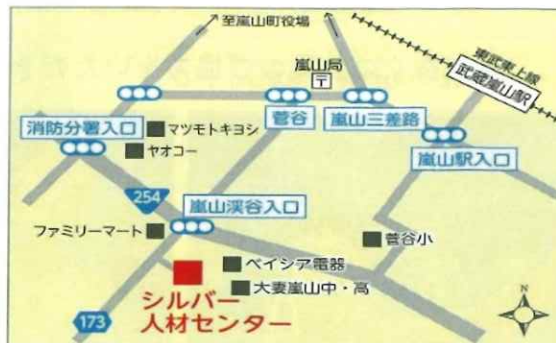 至嵐山町役場
東武東上線
武蔵嵐山駅
嵐山局
〒
消防分署入口
マツモトキヨシ
ヤオコー
菅谷
嵐山三差路
嵐山駅入口
254
嵐山渓谷入口
ファミリーマート
菅谷小
ベイシア電器
大妻嵐山中・高
シルバー
人材センター
173
N